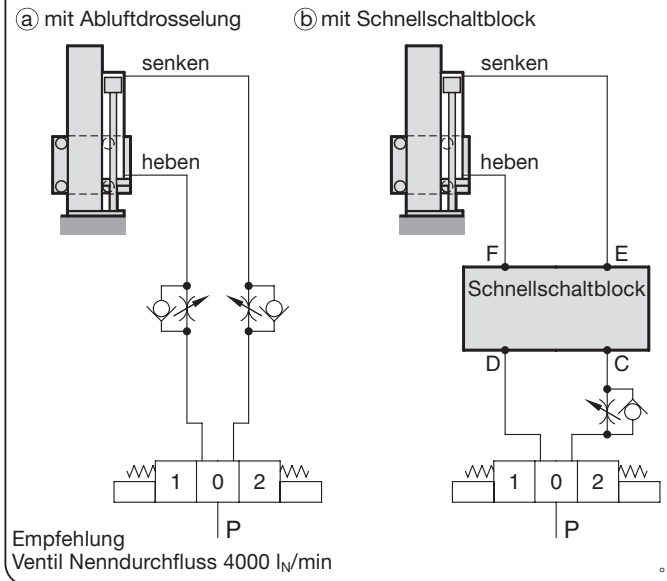 ⓐ mit Abluftdrosselung
ⓑ mit Schnellschaltblock
senken
heben
senken
heben
F
E
Schnellschaltblock
D
C
1 0 2
P
1 0 2
P
Empfehlung
Ventil Nenndurchfluss 4000 lN/min